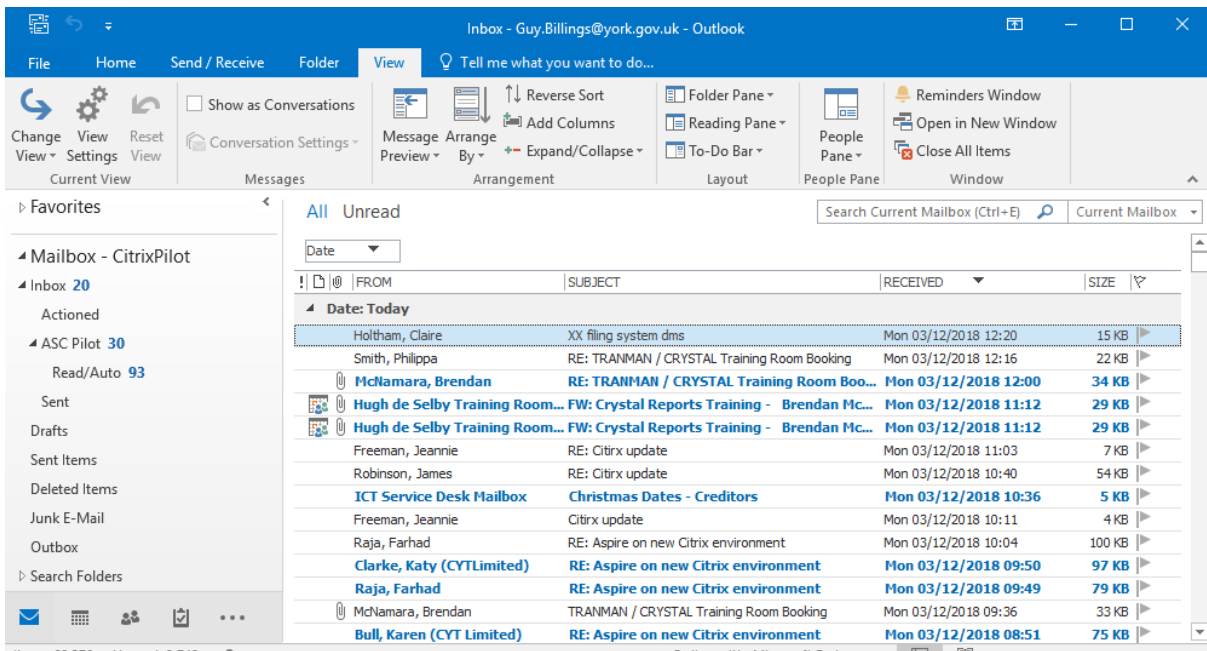 Inbox - Guy.Billings@york.gov.uk - Outlook
File Home Send / Receive Folder View Tell me what you want to do...
Change View View Settings Reset View
Current View
Show as Conversations
Conversation Settings
Messages
Message Preview Arrange By
Reverse Sort
Add Columns
Expand/Collapse
Arrangement
Folder Pane
Reading Pane
To-Do Bar
Layout
People Pane
People Pane
Reminders Window
Open in New Window
Close All Items
Window
Favorites
Mailbox - CitrixPilot
Inbox 20
Actioned
ASC Pilot 30
Read/Auto 93
Sent
Drafts
Sent Items
Deleted Items
Junk E-Mail
Outbox
Search Folders
All Unread
Search Current Mailbox (Ctrl+E) Current Mailbox
Date
! FROM SUBJECT RECEIVED SIZE
Date: Today
Holtham, Claire XX filing system dms Mon 03/12/2018 12:20 15 KB
Smith, Philippa RE: TRANMAN / CRYSTAL Training Room Booking Mon 03/12/2018 12:16 22 KB
McNamara, Brendan RE: TRANMAN / CRYSTAL Training Room Boo... Mon 03/12/2018 12:00 34 KB
Hugh de Selby Training Room... FW: Crystal Reports Training - Brendan Mc... Mon 03/12/2018 11:12 29 KB
Hugh de Selby Training Room... FW: Crystal Reports Training - Brendan Mc... Mon 03/12/2018 11:12 29 KB
Freeman, Jeannie RE: Citirx update Mon 03/12/2018 11:03 7 KB
Robinson, James RE: Citirx update Mon 03/12/2018 10:40 54 KB
ICT Service Desk Mailbox Christmas Dates - Creditors Mon 03/12/2018 10:36 5 KB
Freeman, Jeannie Citirx update Mon 03/12/2018 10:11 4 KB
Raja, Farhad RE: Aspire on new Citrix environment Mon 03/12/2018 10:04 100 KB
Clarke, Katy (CYTLimited) RE: Aspire on new Citrix environment Mon 03/12/2018 09:50 97 KB
Raja, Farhad RE: Aspire on new Citrix environment Mon 03/12/2018 09:49 79 KB
McNamara, Brendan TRANMAN / CRYSTAL Training Room Booking Mon 03/12/2018 09:36 33 KB
Bull, Karen (CYT Limited) RE: Aspire on new Citrix environment Mon 03/12/2018 08:51 75 KB